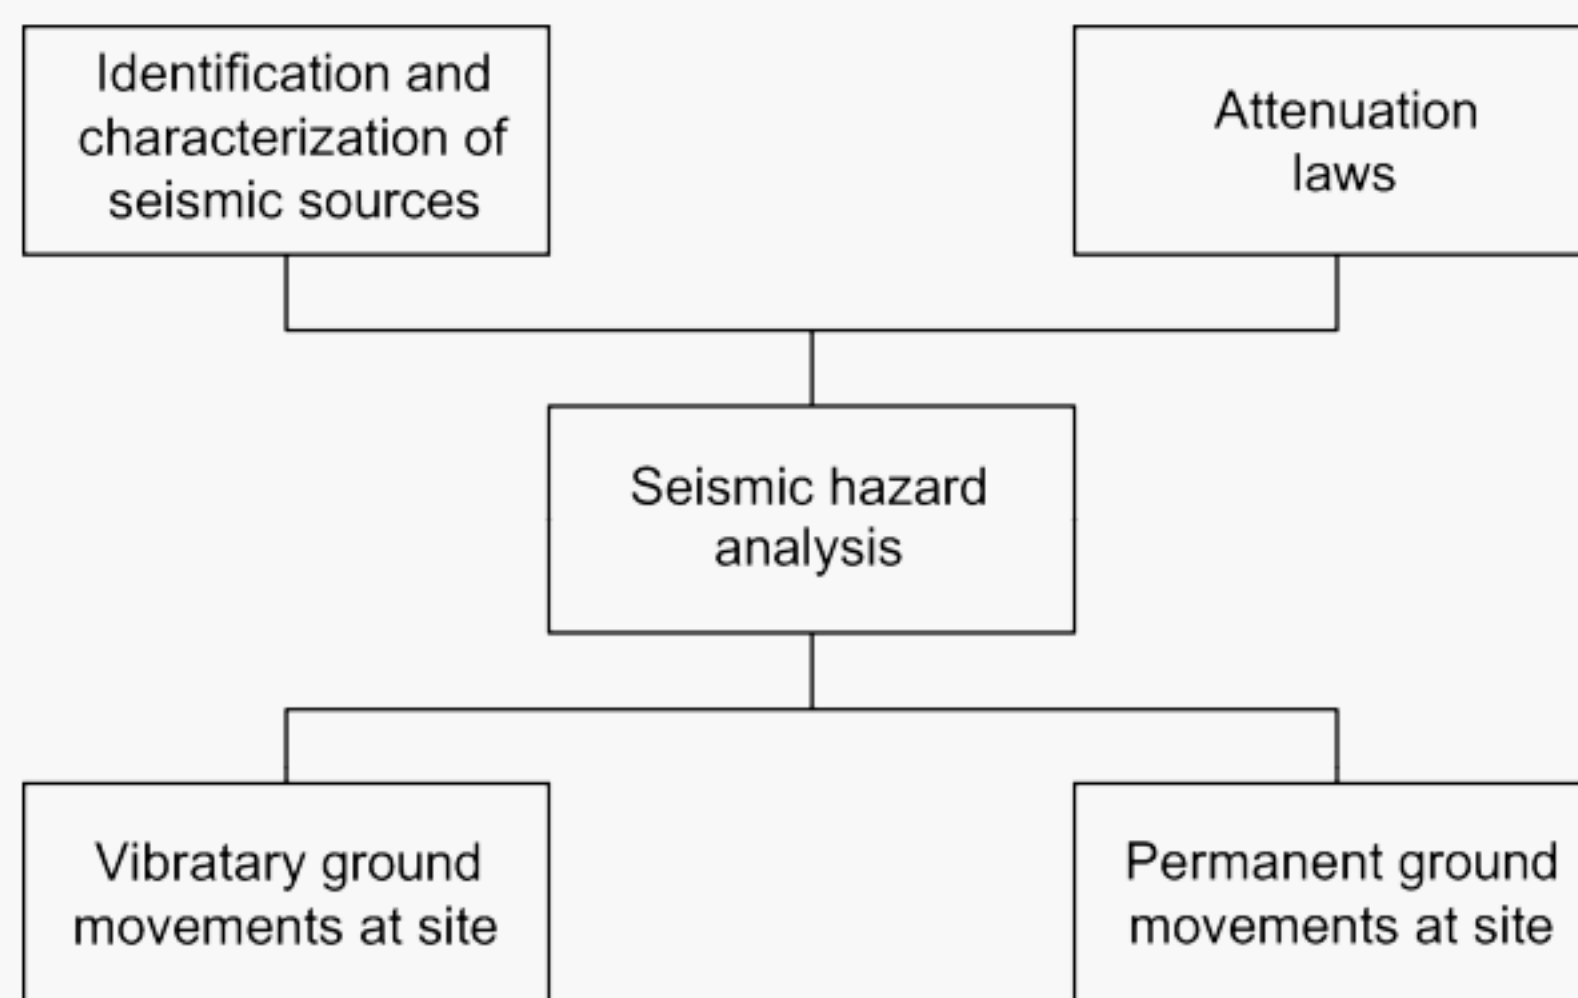 Identification and
characterization of
seismic sources
Attenuation
laws
Seismic hazard
analysis
Vibratary ground
movements at site
Permanent ground
movements at site